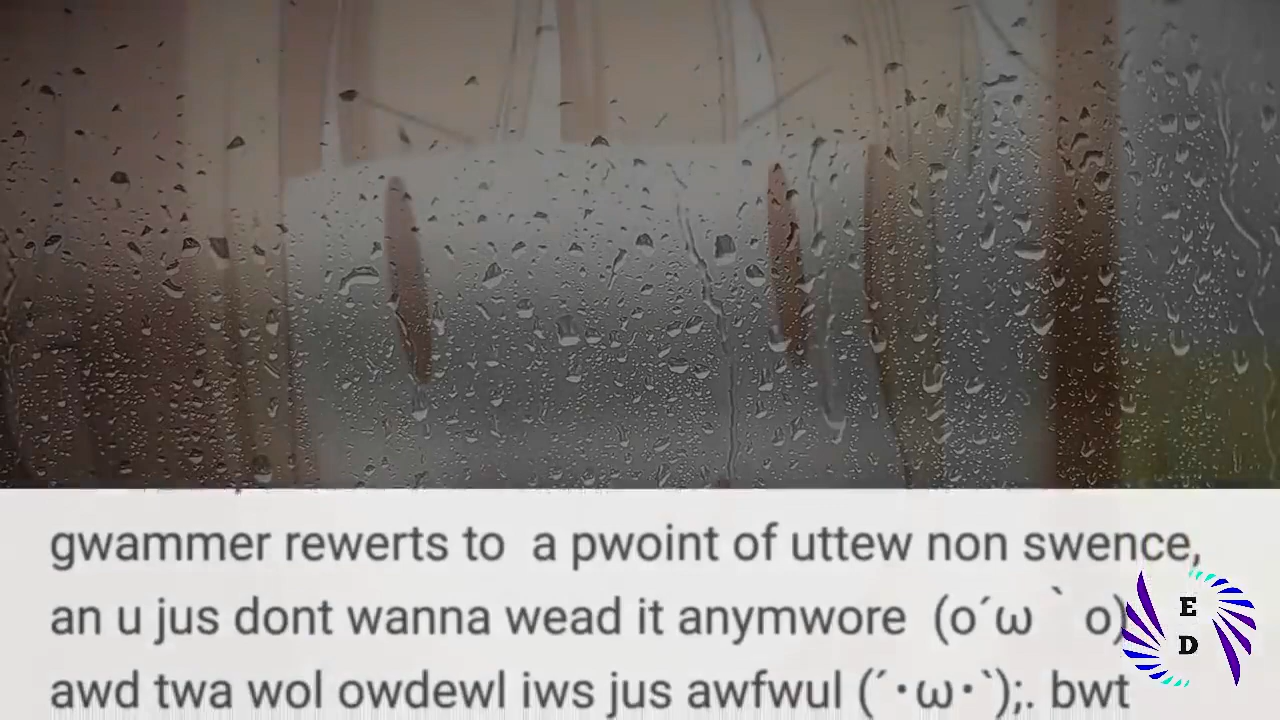 gwammer rewerts to  a pwoint of uttew non swence,
an u jus dont wanna wead it anymwore  (o´ω｀o)
awd twa wol owdewl iws jus awfwul (´･ω･`);. bwt
E
D